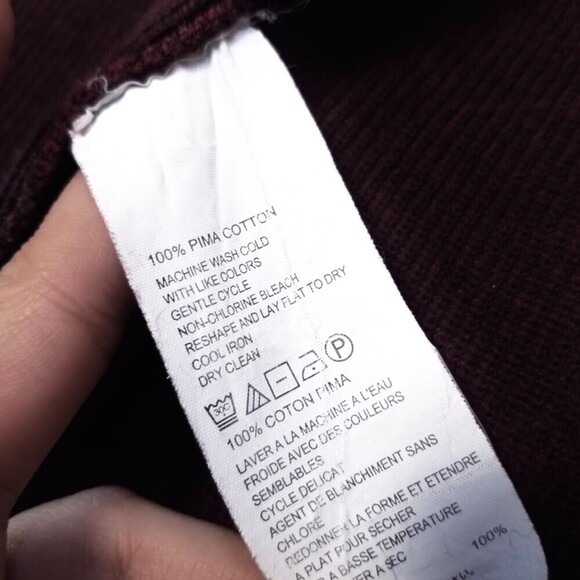 100% PIMA COTTON
MACHINE WASH COLD
WITH LIKE COLORS
GENTLE CYCLE
NON-CHLORINE BLEACH
RESHAPE AND LAY FLAT TO DRY
COOL IRON
DRY CLEAN
30C P
100% COTON PIMA
LAVER A LA MACHINE A L'EAU
FROIDE AVEC DES COULEURS
SEMBLABLES
CYCLE DELICAT
AGENT DE BLANCHIMENT SANS
CHLORE
REDONNER LA FORME ET ETENDRE
A PLAT POUR SECHER
A BASSE TEMPERATURE
A SEC
100%